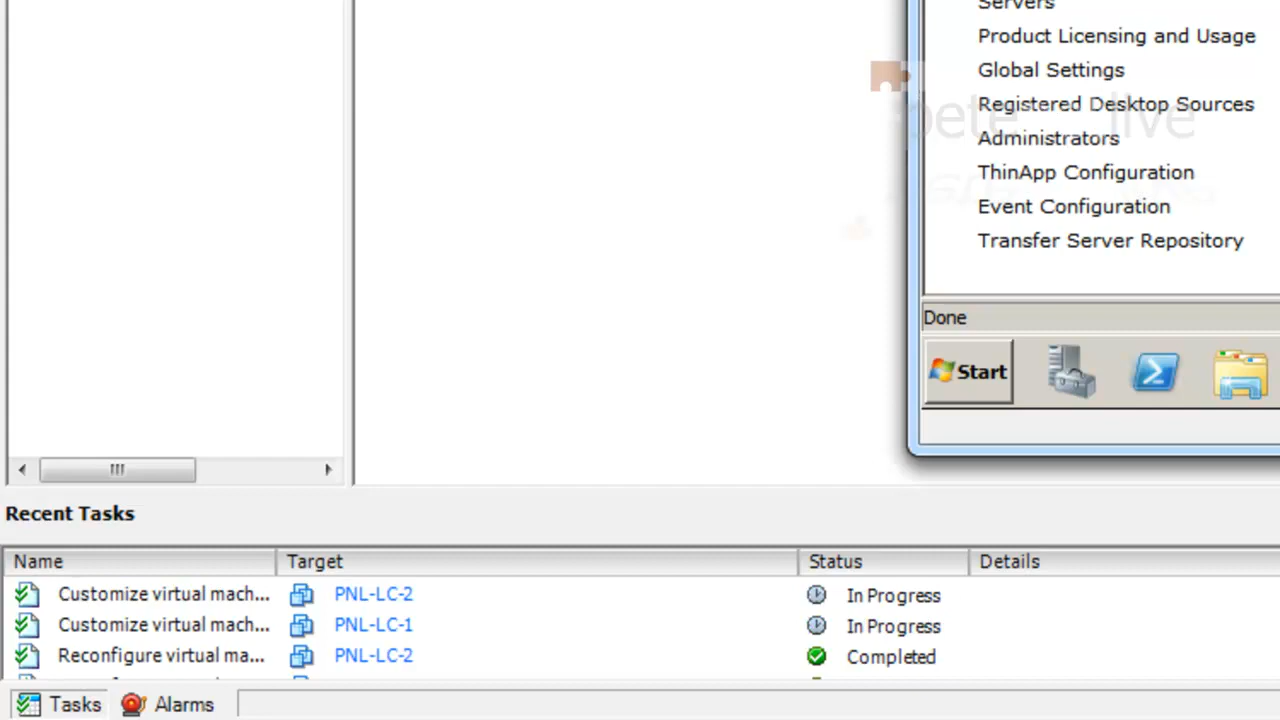 Servers
Product Licensing and Usage
Global Settings
Registered Desktop Sources
pete live
Administrators
ThinApp Configuration
Event Configuration
Transfer Server Repository
Done
Start
Recent Tasks
Name Target Status Details
Customize virtual mach... PNL-LC-2 In Progress
Customize virtual mach... PNL-LC-1 In Progress
Reconfigure virtual ma... PNL-LC-2 Completed
Tasks Alarms